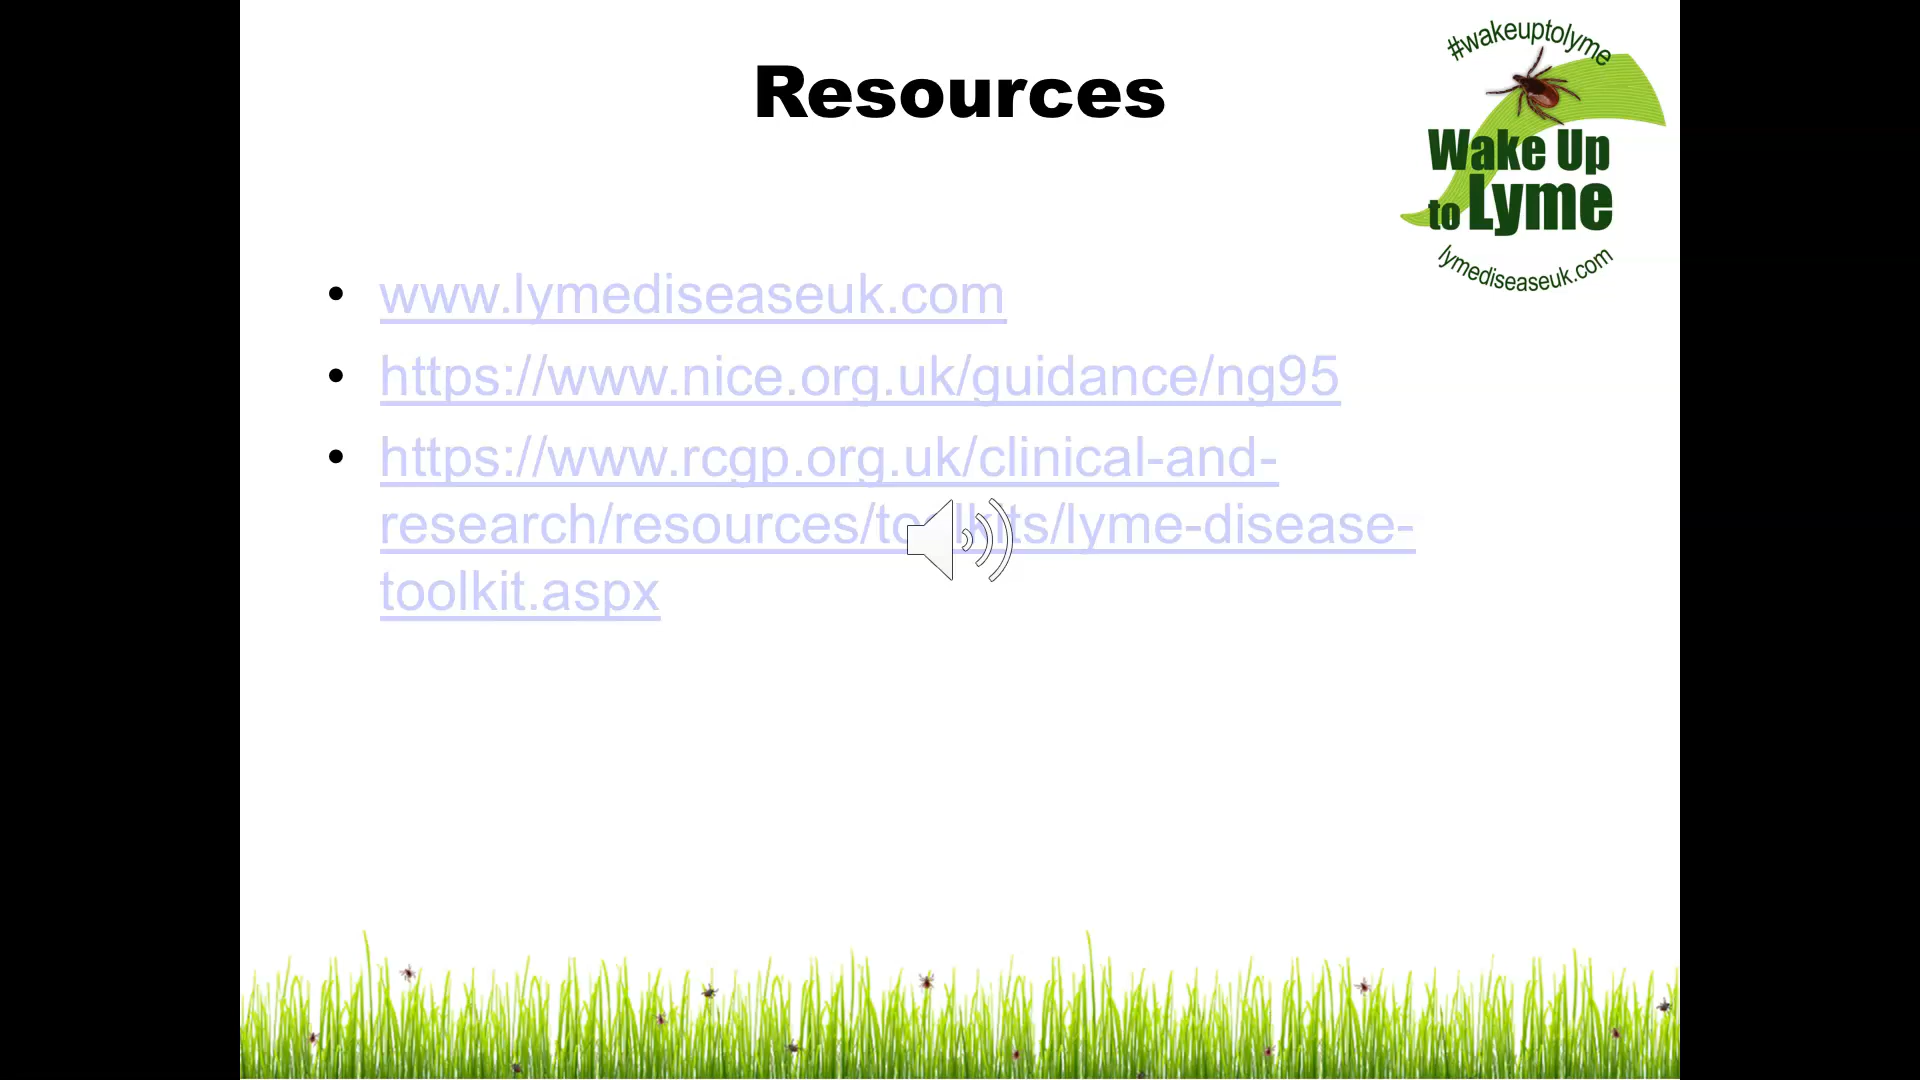 #wakeuptolyme
Resources
Wake Up
to Lyme
lymediseaseuk.com
• www.lymediseaseuk.com
• https://www.nice.org.uk/guidance/ng95
• https://www.rcgp.org.uk/clinical-and-
research/resources/toolkits/lyme-disease-
toolkit.aspx